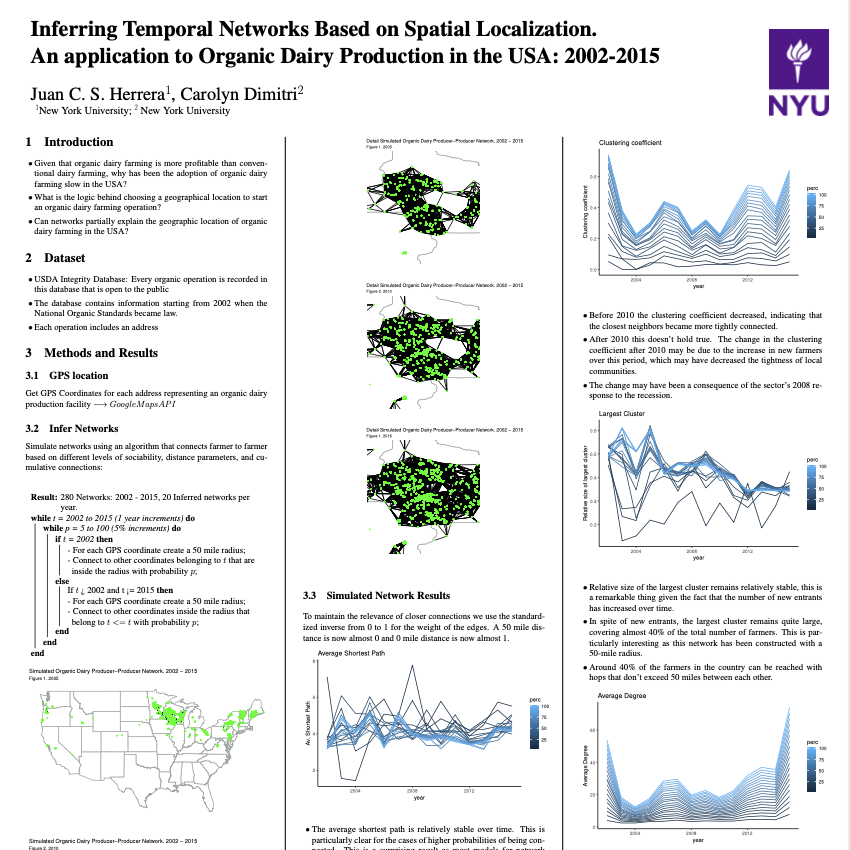 Inferring Temporal Networks Based on Spatial Localization.
An application to Organic Dairy Production in the USA: 2002-2015
Juan C. S. Herrera1, Carolyn Dimitri2
1New York University; 2 New York University
NYU
1 Introduction
• Given that organic dairy farming is more profitable than conven-
tional dairy farming, why has been the adoption of organic dairy
farming slow in the USA?
• What is the logic behind choosing a geographical location to start
an organic dairy farming operation?
• Can networks partially explain the geographic location of organic
dairy farming in the USA?
2 Dataset
• USDA Integrity Database: Every organic operation is recorded in
this database that is open to the public
• The database contains information starting from 2002 when the
National Organic Standards became law.
• Each operation includes an address
3 Methods and Results
3.1 GPS location
Get GPS Coordinates for each address representing an organic dairy
production facility ⟶ GoogleMapsAPI
3.2 Infer Networks
Simulate networks using an algorithm that connects farmer to farmer
based on different levels of sociability, distance parameters, and cu-
mulative connections:
Result: 280 Networks: 2002 - 2015, 20 Inferred networks per
year.
while t = 2002 to 2015 (1 year increments) do
while p = 5 to 100 (5% increments) do
if t = 2002 then
- For each GPS coordinate create a 50 mile radius;
- Connect to other coordinates belonging to t that are
inside the radius with probability p;
else
If t ¿ 2002 and t ¡= 2015 then
- For each GPS coordinate create a 50 mile radius;
- Connect to other coordinates inside the radius that
belong to t <= t with probability p;
end
end
end
Simulated Organic Dairy Producer–Producer Network. 2002 – 2015
Figure 1. 2005
Simulated Organic Dairy Producer–Producer Network. 2002 – 2015
Figure 2. 2010
Detail Simulated Organic Dairy Producer–Producer Network. 2002 – 2015
Figure 1. 2005
Detail Simulated Organic Dairy Producer–Producer Network. 2002 – 2015
Figure 2. 2010
Detail Simulated Organic Dairy Producer–Producer Network. 2002 – 2015
Figure 1. 2015
3.3 Simulated Network Results
To maintain the relevance of closer connections we use the standard-
ized inverse from 0 to 1 for the weight of the edges. A 50 mile dis-
tance is now almost 0 and 0 mile distance is now almost 1.
Average Shortest Path
Av. Shortest Path
8
6
4
2
2004 2008 2012
year
perc
100
75
50
25
• The average shortest path is relatively stable over time. This is
particularly clear for the cases of higher probabilities of being con-
nected. This is a surprising result as most models for network
Clustering coefficient
Clustering coefficient
0.6
0.4
0.2
0.0
2004 2008 2012
year
perc
100
75
50
25
• Before 2010 the clustering coefficient decreased, indicating that
the closest neighbors became more tightly connected.
• After 2010 this doesn't hold true. The change in the clustering
coefficient after 2010 may be due to the increase in new farmers
over this period, which may have decreased the tightness of local
communities.
• The change may have been a consequence of the sector's 2008 re-
sponse to the recession.
Largest Cluster
Relative size of largest cluster
0.6
0.5
0.4
0.3
0.2
2004 2008 2012
year
perc
100
75
50
25
• Relative size of the largest cluster remains relatively stable, this is
a remarkable thing given the fact that the number of new entrants
has increased over time.
• In spite of new entrants, the largest cluster remains quite large,
covering almost 40% of the total number of farmers. This is par-
ticularly interesting as this network has been constructed with a
50-mile radius.
• Around 40% of the farmers in the country can be reached with
hops that don't exceed 50 miles between each other.
Average Degree
Average Degree
60
40
20
0
2004 2008 2012
year
perc
100
75
50
25